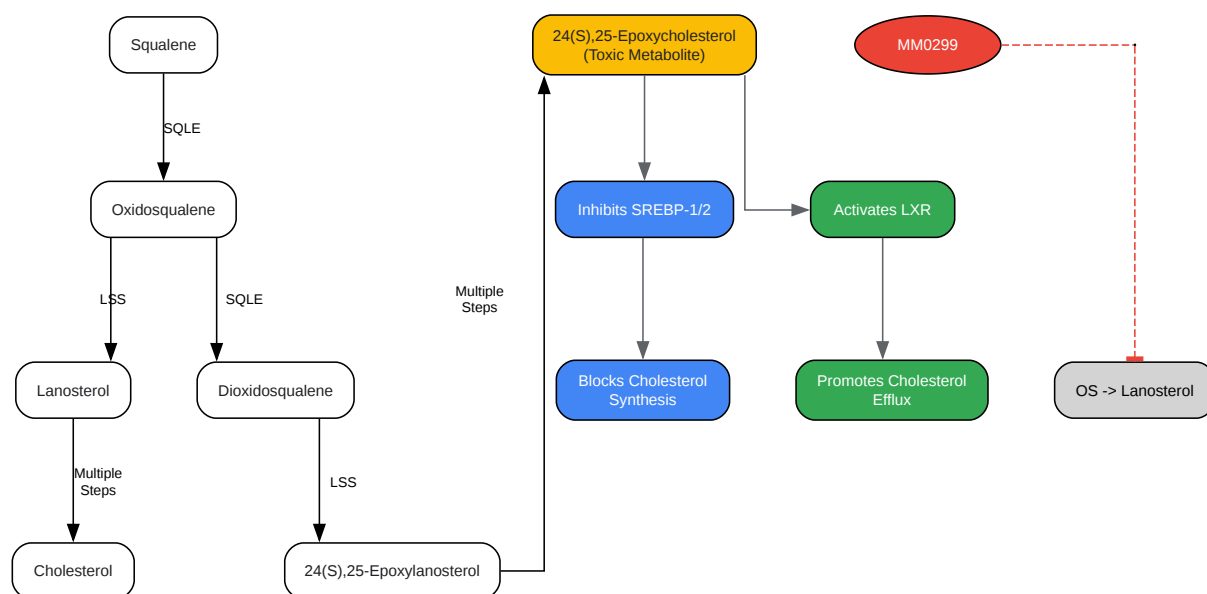 Squalene
24(S),25-Epoxycholesterol
(Toxic Metabolite)
MM0299
SQLE
Oxidosqualene
Inhibits SREBP-1/2
Activates LXR
LSS
SQLE
Multiple
Steps
Lanosterol
Dioxidosqualene
Blocks Cholesterol
Synthesis
Promotes Cholesterol
Efflux
OS -> Lanosterol
Multiple
Steps
LSS
Cholesterol
24(S),25-Epoxylanosterol